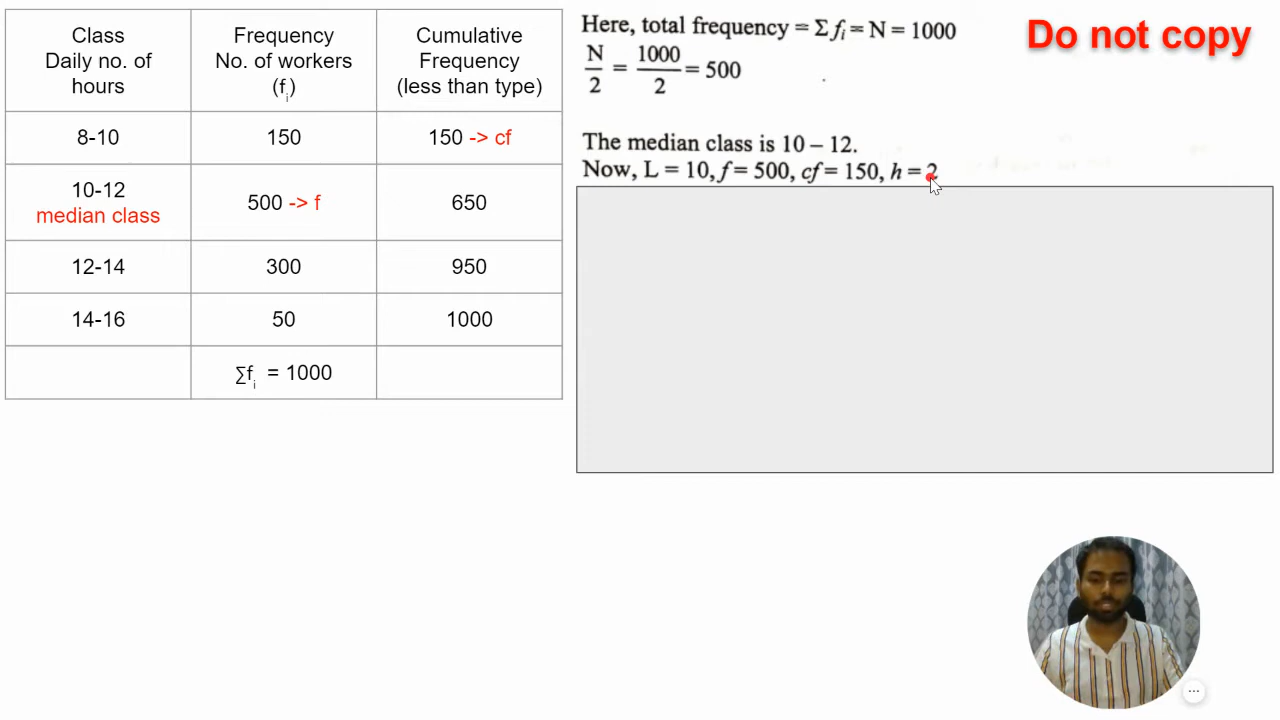 Class
Daily no. of
hours
Frequency
No. of workers
(fi)
Cumulative
Frequency
(less than type)
8-10
150
150 -> cf
10-12
median class
500 -> f
650
12-14
300
950
14-16
50
1000
∑fi = 1000
Here, total frequency = Σ fi = N = 1000
N/2 = 1000/2 = 500
The median class is 10 – 12.
Now, L = 10, f = 500, cf = 150, h = 2
Do not copy